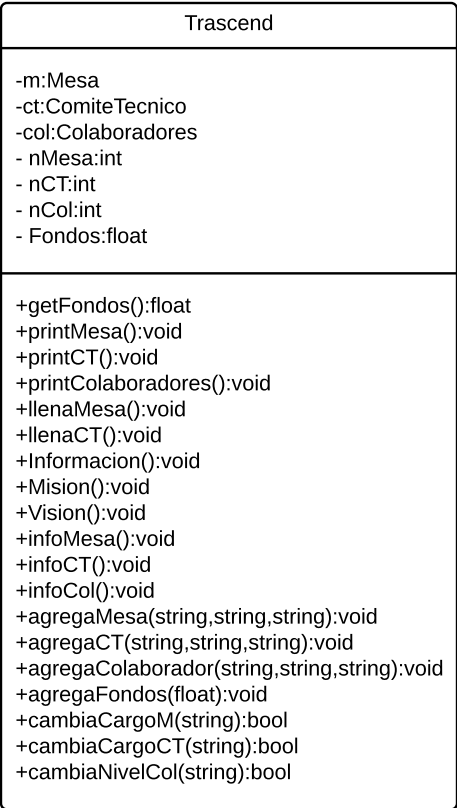 Trascend
-m:Mesa
-ct:ComiteTecnico
-col:Colaboradores
- nMesa:int
- nCT:int
- nCol:int
- Fondos:float
+getFondos():float
+printMesa():void
+printCT():void
+printColaboradores():void
+llenaMesa():void
+llenaCT():void
+Informacion():void
+Mision():void
+Vision():void
+infoMesa():void
+infoCT():void
+infoCol():void
+agregaMesa(string,string,string):void
+agregaCT(string,string,string):void
+agregaColaborador(string,string,string):void
+agregaFondos(float):void
+cambiaCargoM(string):bool
+cambiaCargoCT(string):bool
+cambiaNivelCol(string):bool